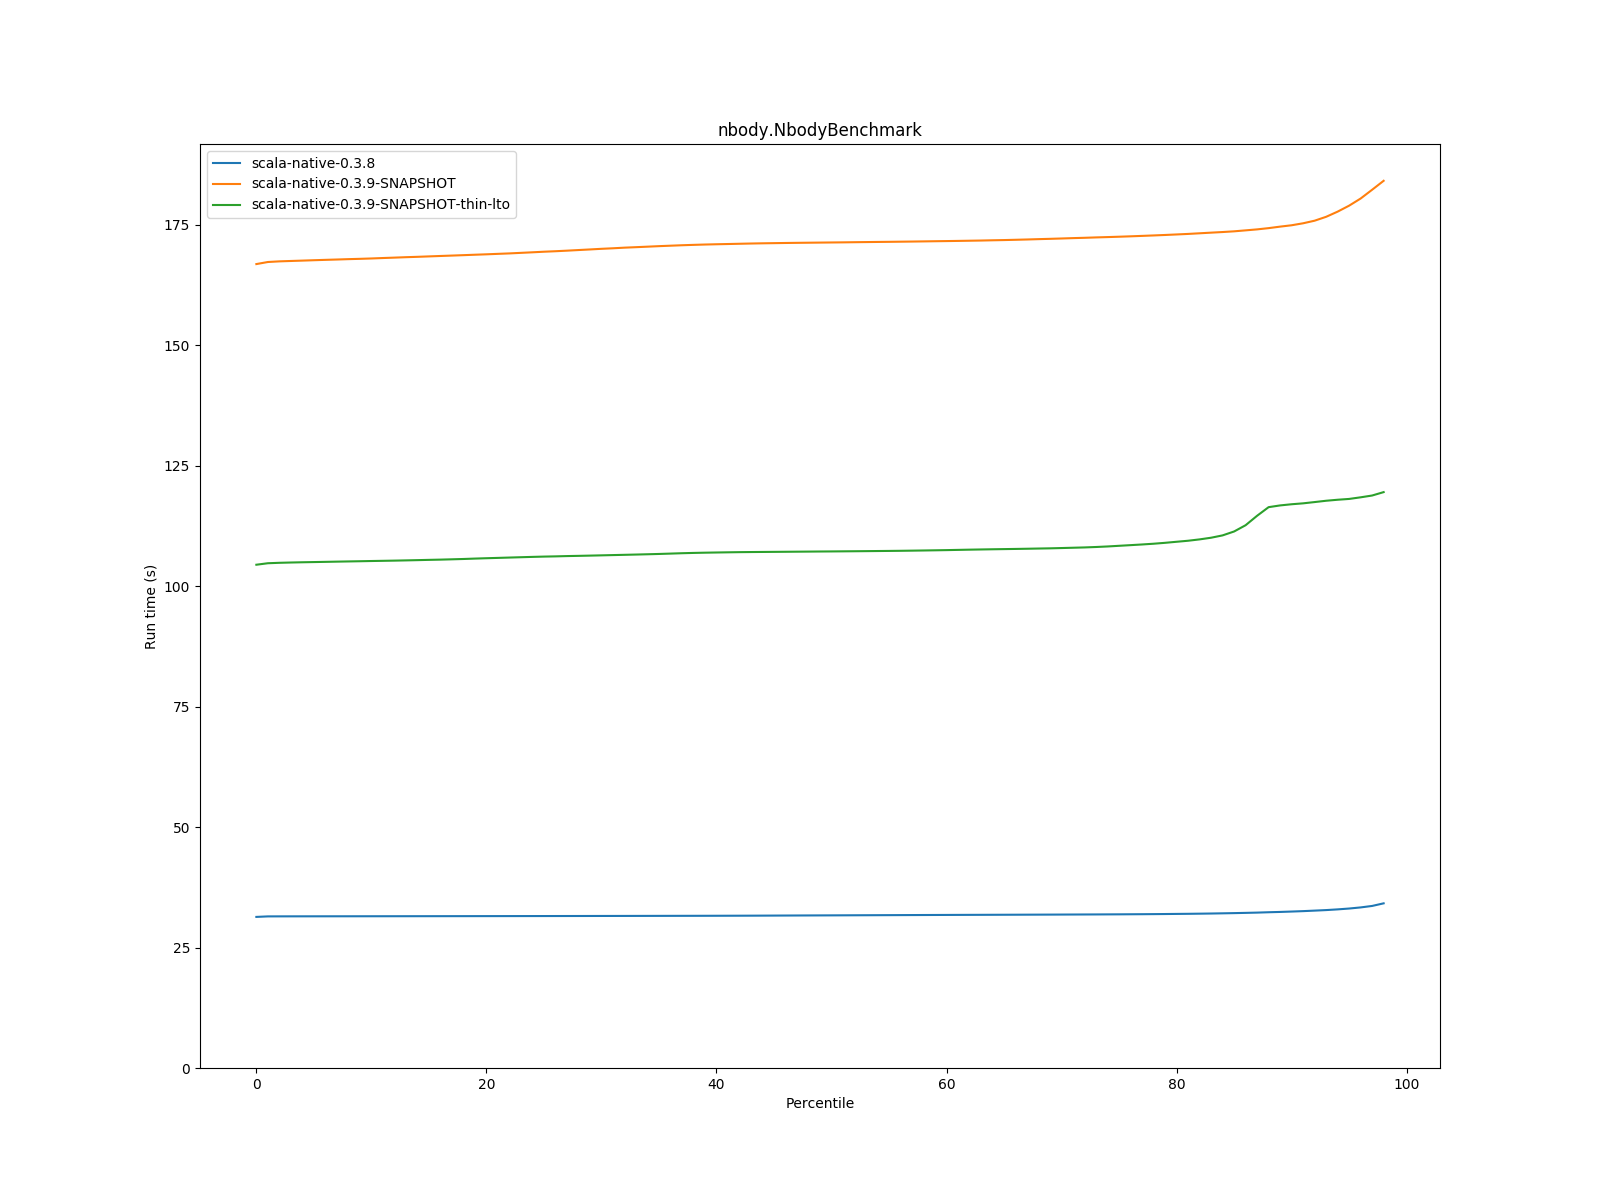 nbody.NbodyBenchmark
scala-native-0.3.8
scala-native-0.3.9-SNAPSHOT
scala-native-0.3.9-SNAPSHOT-thin-lto
175
150
125
100
75
50
25
0
Run time (s)
0 20 40 60 80 100
Percentile